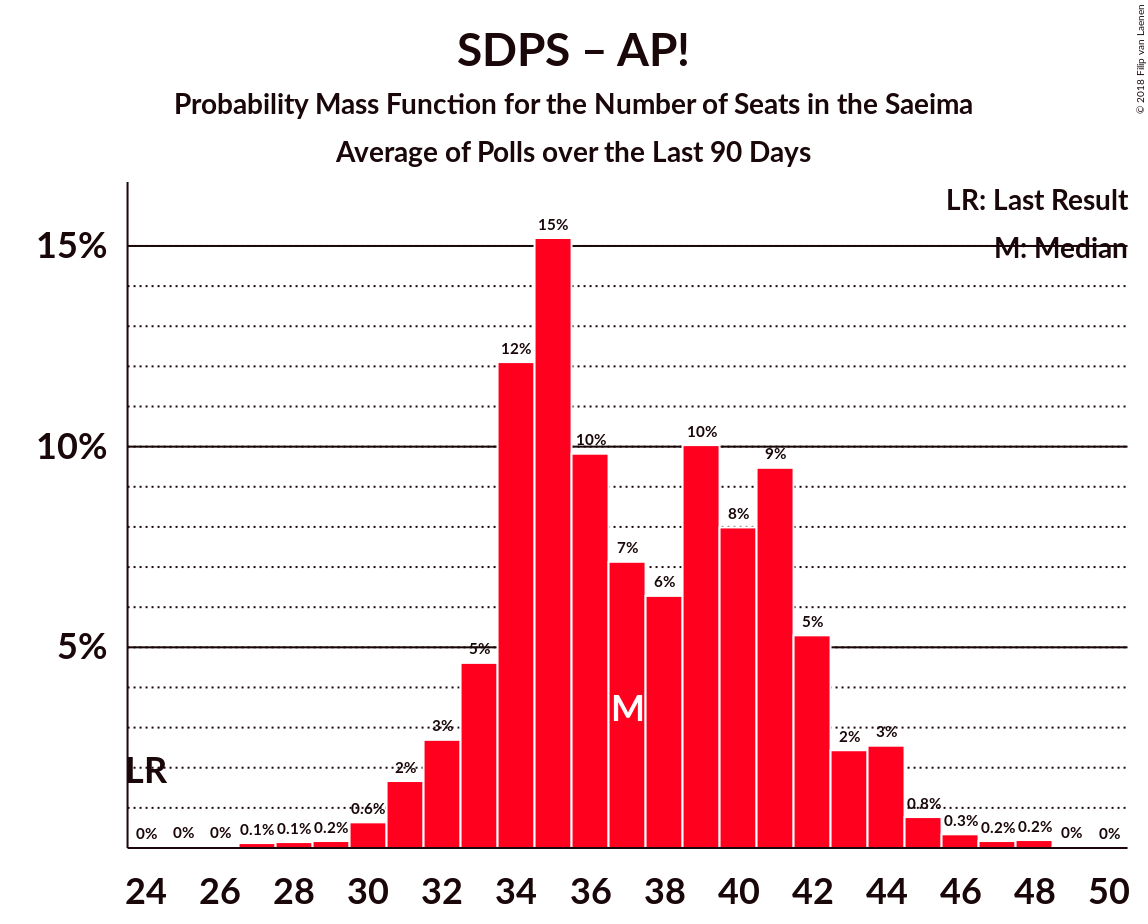 SDPS – AP!
Probability Mass Function for the Number of Seats in the Saeima
Average of Polls over the Last 90 Days
© 2018 Filip van Laenen
LR: Last Result
M: Median
15%
10%
5%
LR
M
0% 0% 0% 0.1% 0.1% 0.2% 0.6% 2% 3% 5% 12% 15% 10% 7% 6% 10% 8% 9% 5% 2% 3% 0.8% 0.3% 0.2% 0.2% 0% 0%
24 26 28 30 32 34 36 38 40 42 44 46 48 50